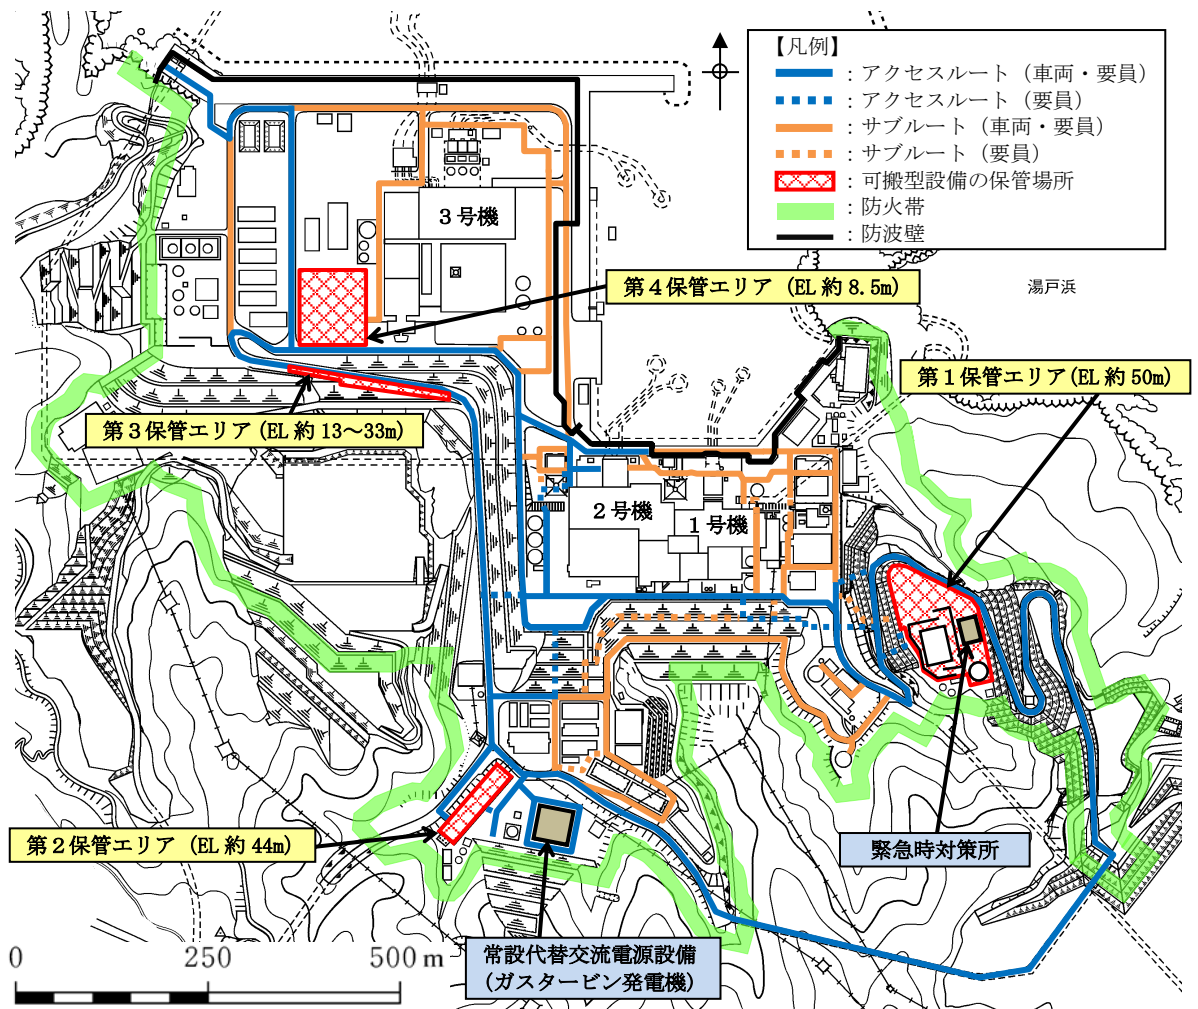 【凡例】
：アクセスルート（車両・要員）
：アクセスルート（要員）
：サブルート（車両・要員）
：サブルート（要員）
：可搬型設備の保管場所
：防火帯
：防波壁
3号機
第4保管エリア（EL 約 8.5m）
湯戸浜
第1保管エリア(EL 約 50m)
第3保管エリア(EL 約 13～33m)
2号機
1号機
第2保管エリア（EL 約 44m）
緊急時対策所
常設代替交流電源設備
(ガスタービン発電機)
0 250 500 m